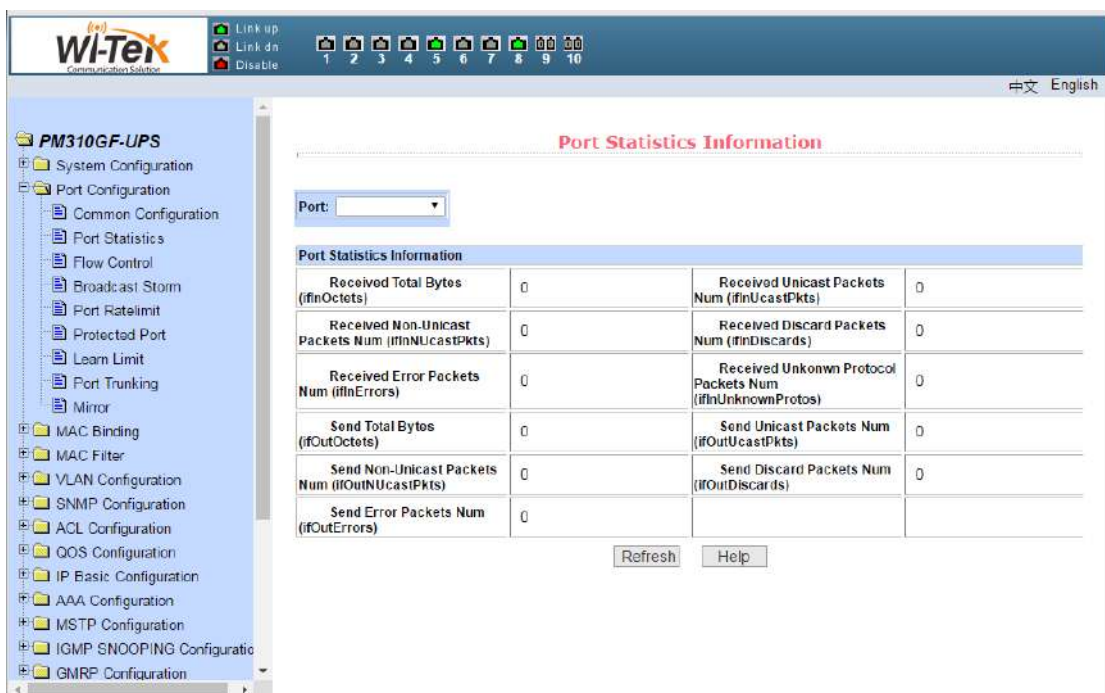 Wi-Tek
Communication Solution
Link up
Link dn
Disable
1 2 3 4 5 6 7 8 9 10
中文 English
PM310GF-UPS
System Configuration
Port Configuration
Common Configuration
Port Statistics
Flow Control
Broadcast Storm
Port Ratelimit
Protected Port
Learn Limit
Port Trunking
Mirror
MAC Binding
MAC Filter
VLAN Configuration
SNMP Configuration
ACL Configuration
QOS Configuration
IP Basic Configuration
AAA Configuration
MSTP Configuration
IGMP SNOOPING Configuratio
GMRP Configuration
Port Statistics Information
Port:
Port Statistics Information
Received Total Bytes
(ifInOctets)
0
Received Unicast Packets
Num (ifInUcastPkts)
0
Received Non-Unicast
Packets Num (ifInNUcastPkts)
0
Received Discard Packets
Num (ifInDiscards)
0
Received Error Packets
Num (ifInErrors)
0
Received Unkonwn Protocol
Packets Num
(ifInUnknownProtos)
0
Send Total Bytes
(ifOutOctets)
0
Send Unicast Packets Num
(ifOutUcastPkts)
0
Send Non-Unicast Packets
Num (ifOutNUcastPkts)
0
Send Discard Packets Num
(ifOutDiscards)
0
Send Error Packets Num
(ifOutErrors)
0
Refresh Help